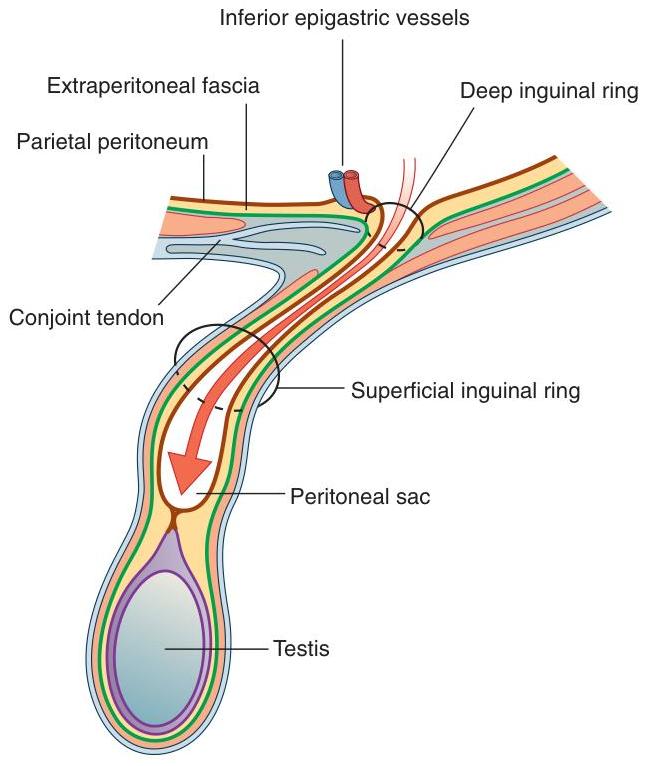 Inferior epigastric vessels
Extraperitoneal fascia
Deep inguinal ring
Parietal peritoneum
Conjoint tendon
Superficial inguinal ring
Peritoneal sac
Testis